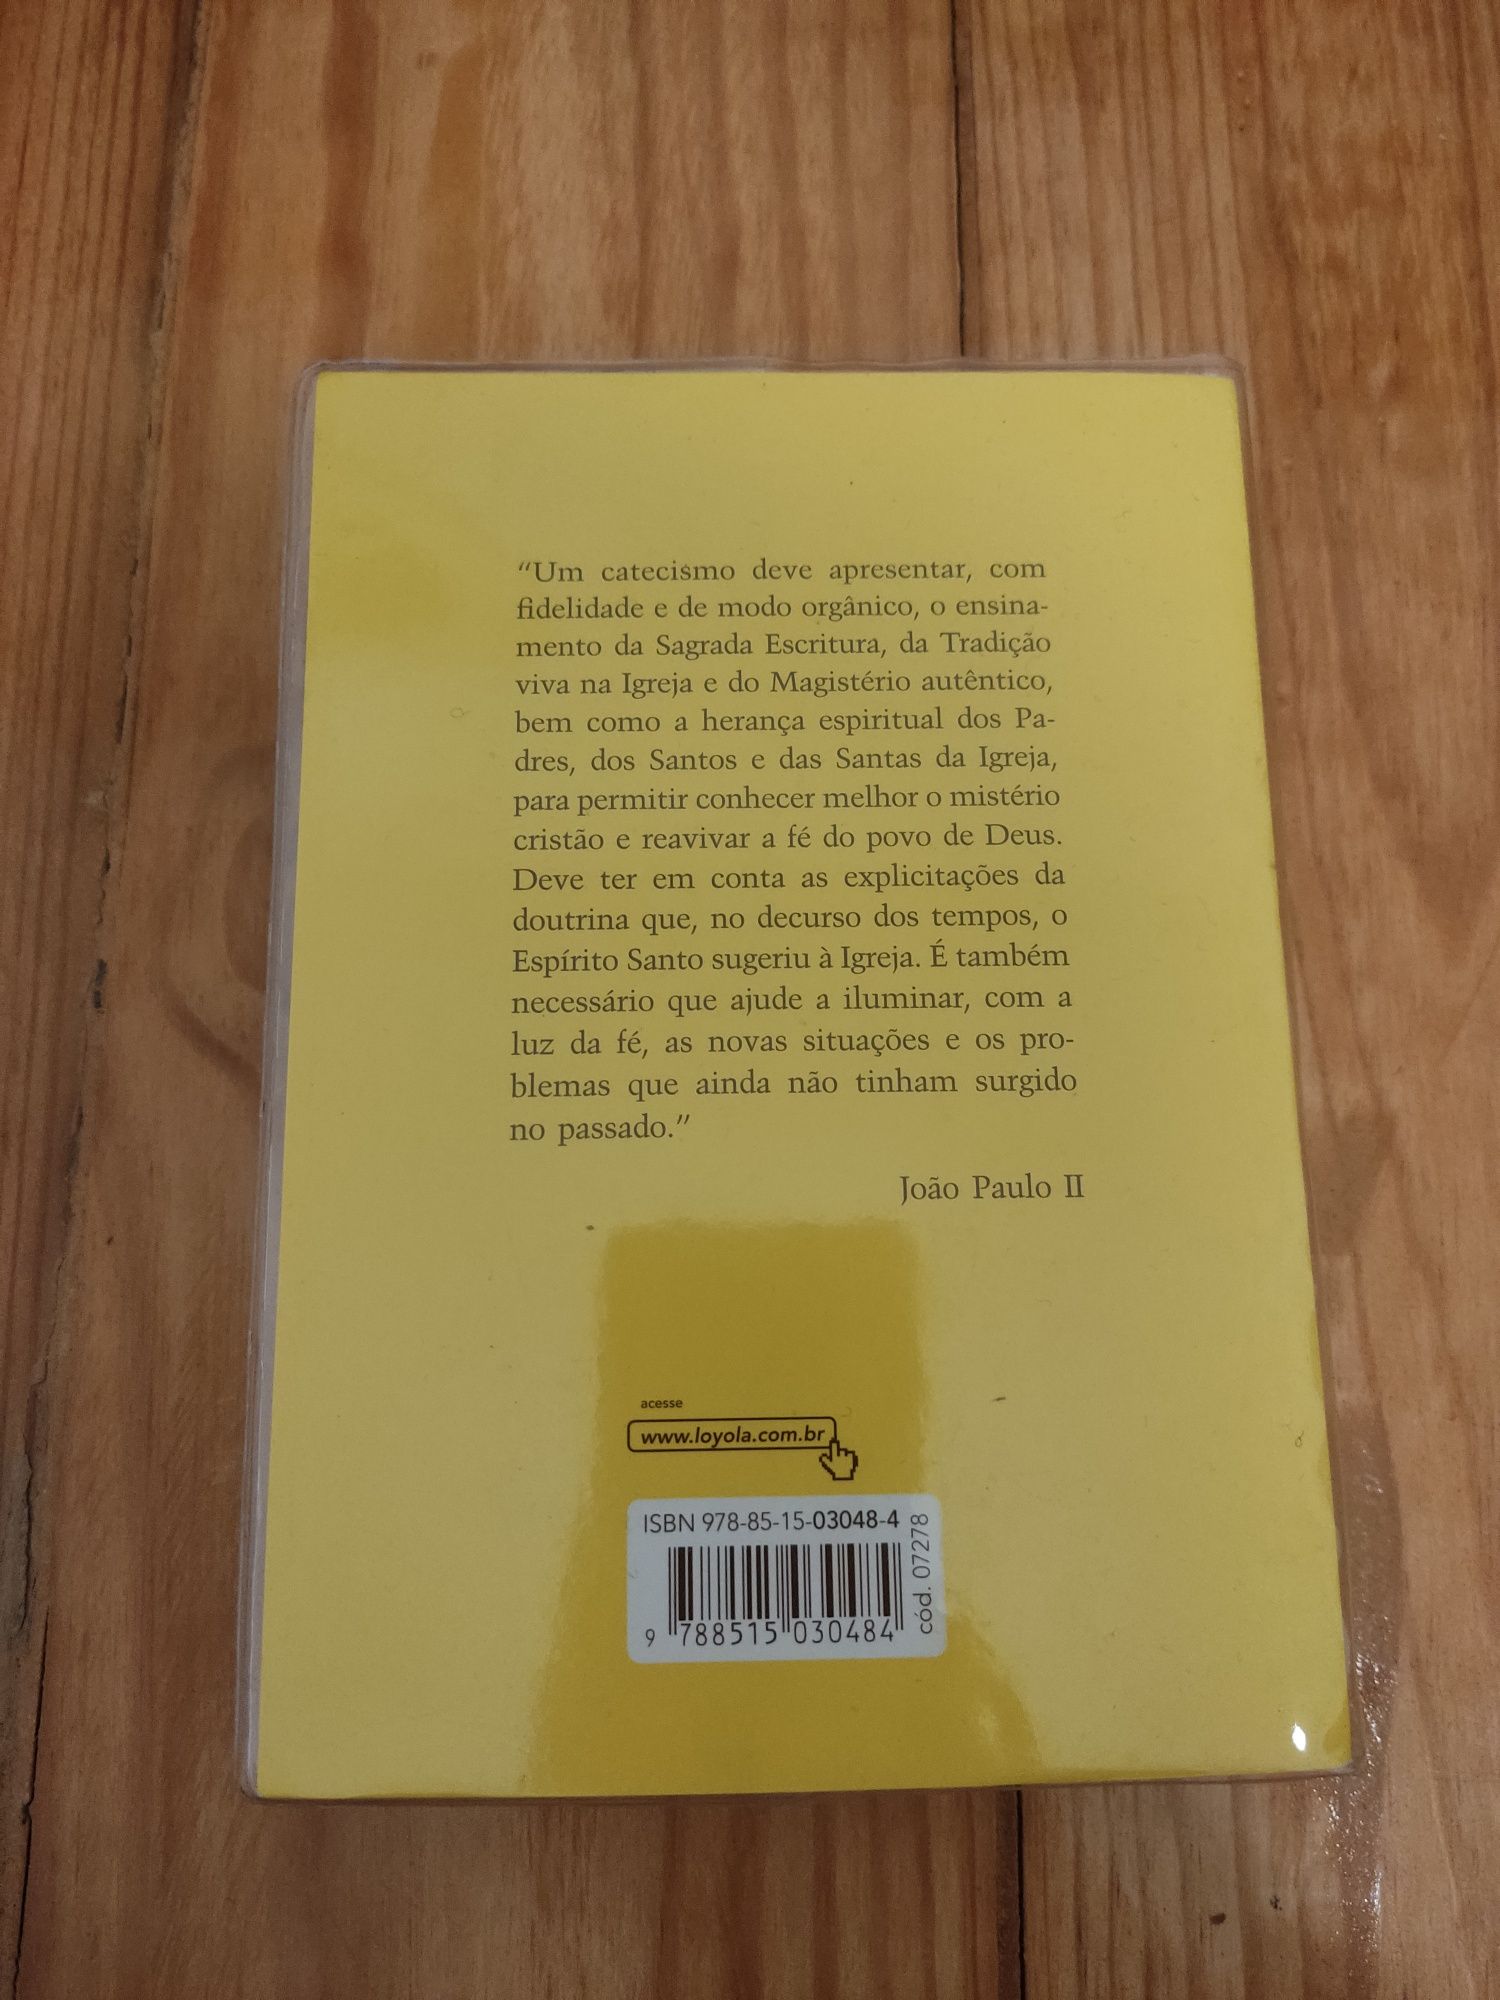 “Um catecismo deve apresentar, com
fidelidade e de modo orgânico, o ensina-
mento da Sagrada Escritura, da Tradição
viva na Igreja e do Magistério autêntico,
bem como a herança espiritual dos Pa-
dres, dos Santos e das Santas da Igreja,
para permitir conhecer melhor o mistério
cristão e reavivar a fé do povo de Deus.
Deve ter em conta as explicitações da
doutrina que, no decurso dos tempos, o
Espírito Santo sugeriu à Igreja. É também
necessário que ajude a iluminar, com a
luz da fé, as novas situações e os pro-
blemas que ainda não tinham surgido
no passado.”
João Paulo II
acesse
www.loyola.com.br
ISBN 978-85-15-03048-4
cód. 07278
9 788515 030484